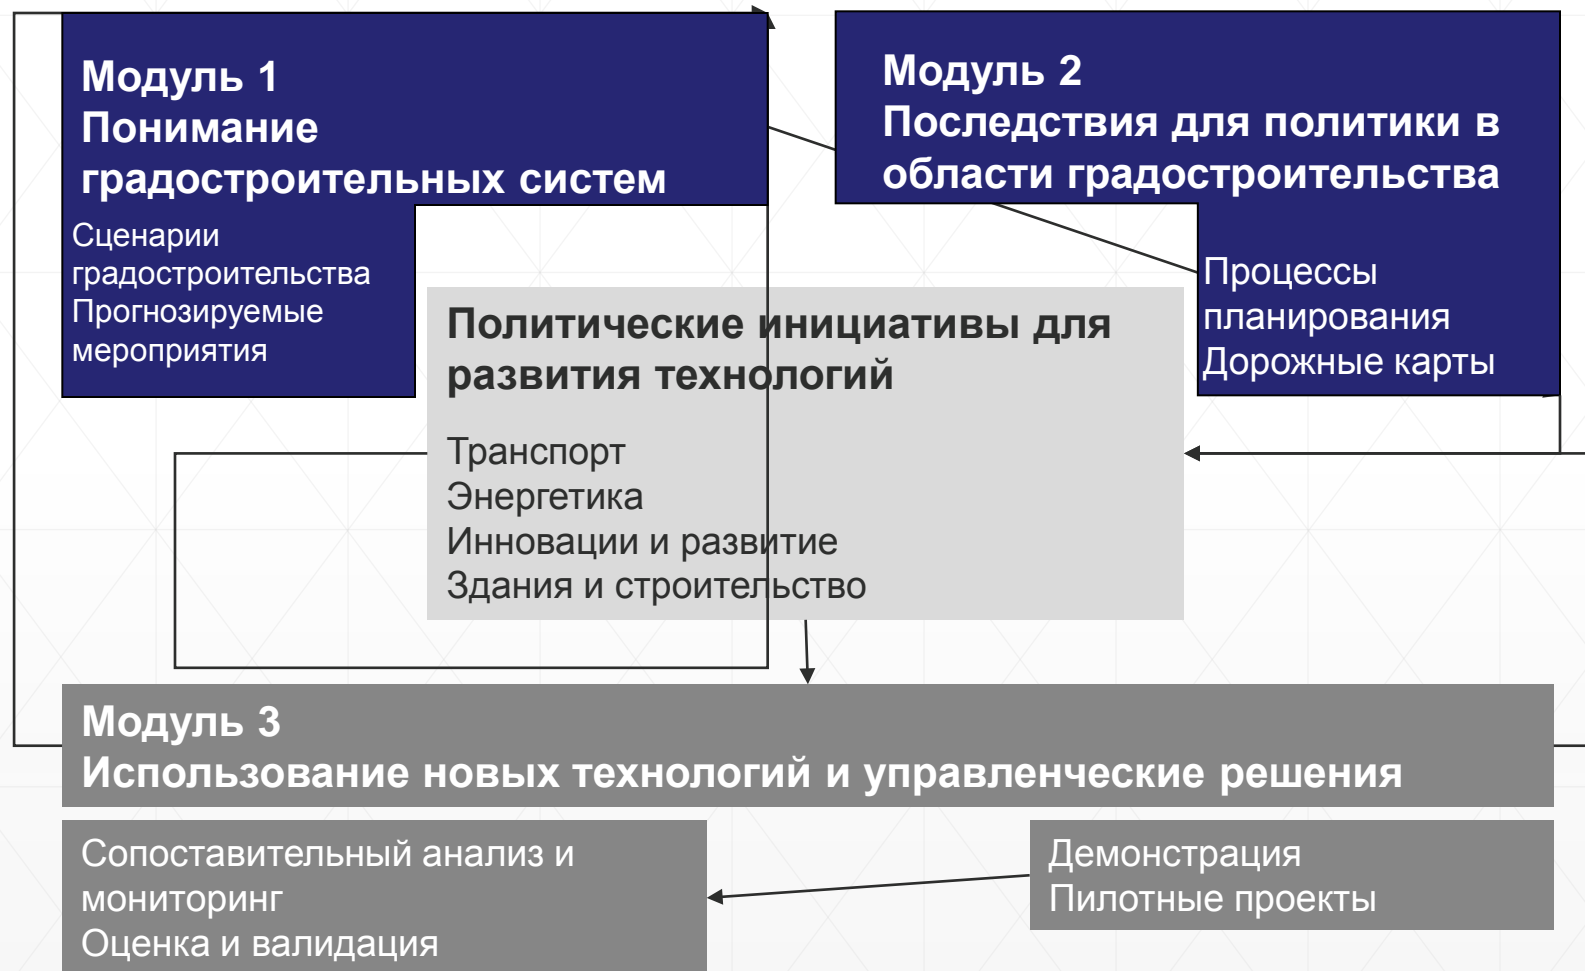 Модуль 1
Понимание
градостроительных систем
Сценарии
градостроительства
Прогнозируемые
мероприятия
Модуль 2
Последствия для политики в
области градостроительства
Процессы
планирования
Дорожные карты
Политические инициативы для
развития технологий
Транспорт
Энергетика
Инновации и развитие
Здания и строительство
Модуль 3
Использование новых технологий и управленческие решения
Сопоставительный анализ и
мониторинг
Оценка и валидация
Демонстрация
Пилотные проекты